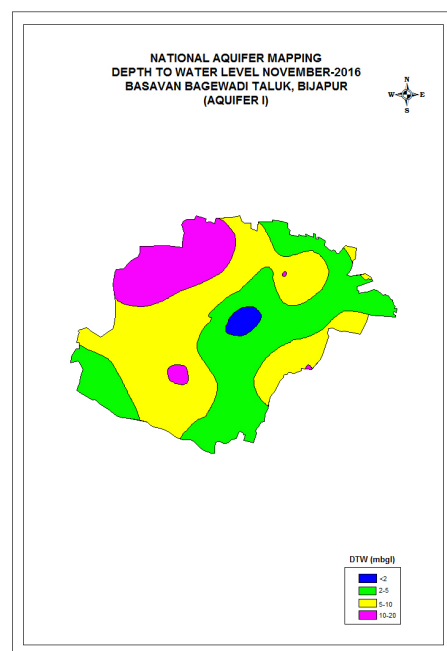 NATIONAL AQUIFER MAPPING
DEPTH TO WATER LEVEL NOVEMBER-2016
BASAVAN BAGEWADI TALUK, BIJAPUR
(AQUIFER I)
N
W E
S
DTW (mbgl)
<2
2-5
5-10
10-20